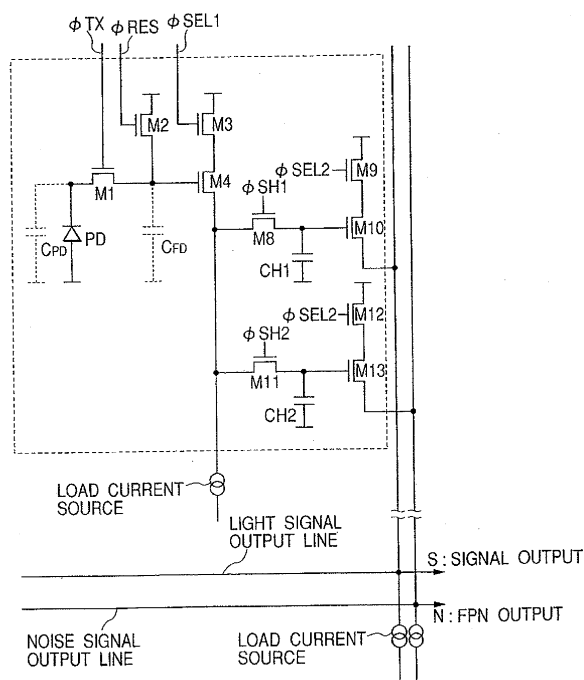 φTX
φRES
φSEL1
M2
M3
M1
M4
CPD
PD
CFD
φSH1
M8
CH1
φSEL2
M9
M10
φSEL2
M12
φSH2
M11
CH2
M13
LOAD CURRENT
SOURCE
LIGHT SIGNAL
OUTPUT LINE
S : SIGNAL OUTPUT
N : FPN OUTPUT
NOISE SIGNAL
OUTPUT LINE
LOAD CURRENT
SOURCE